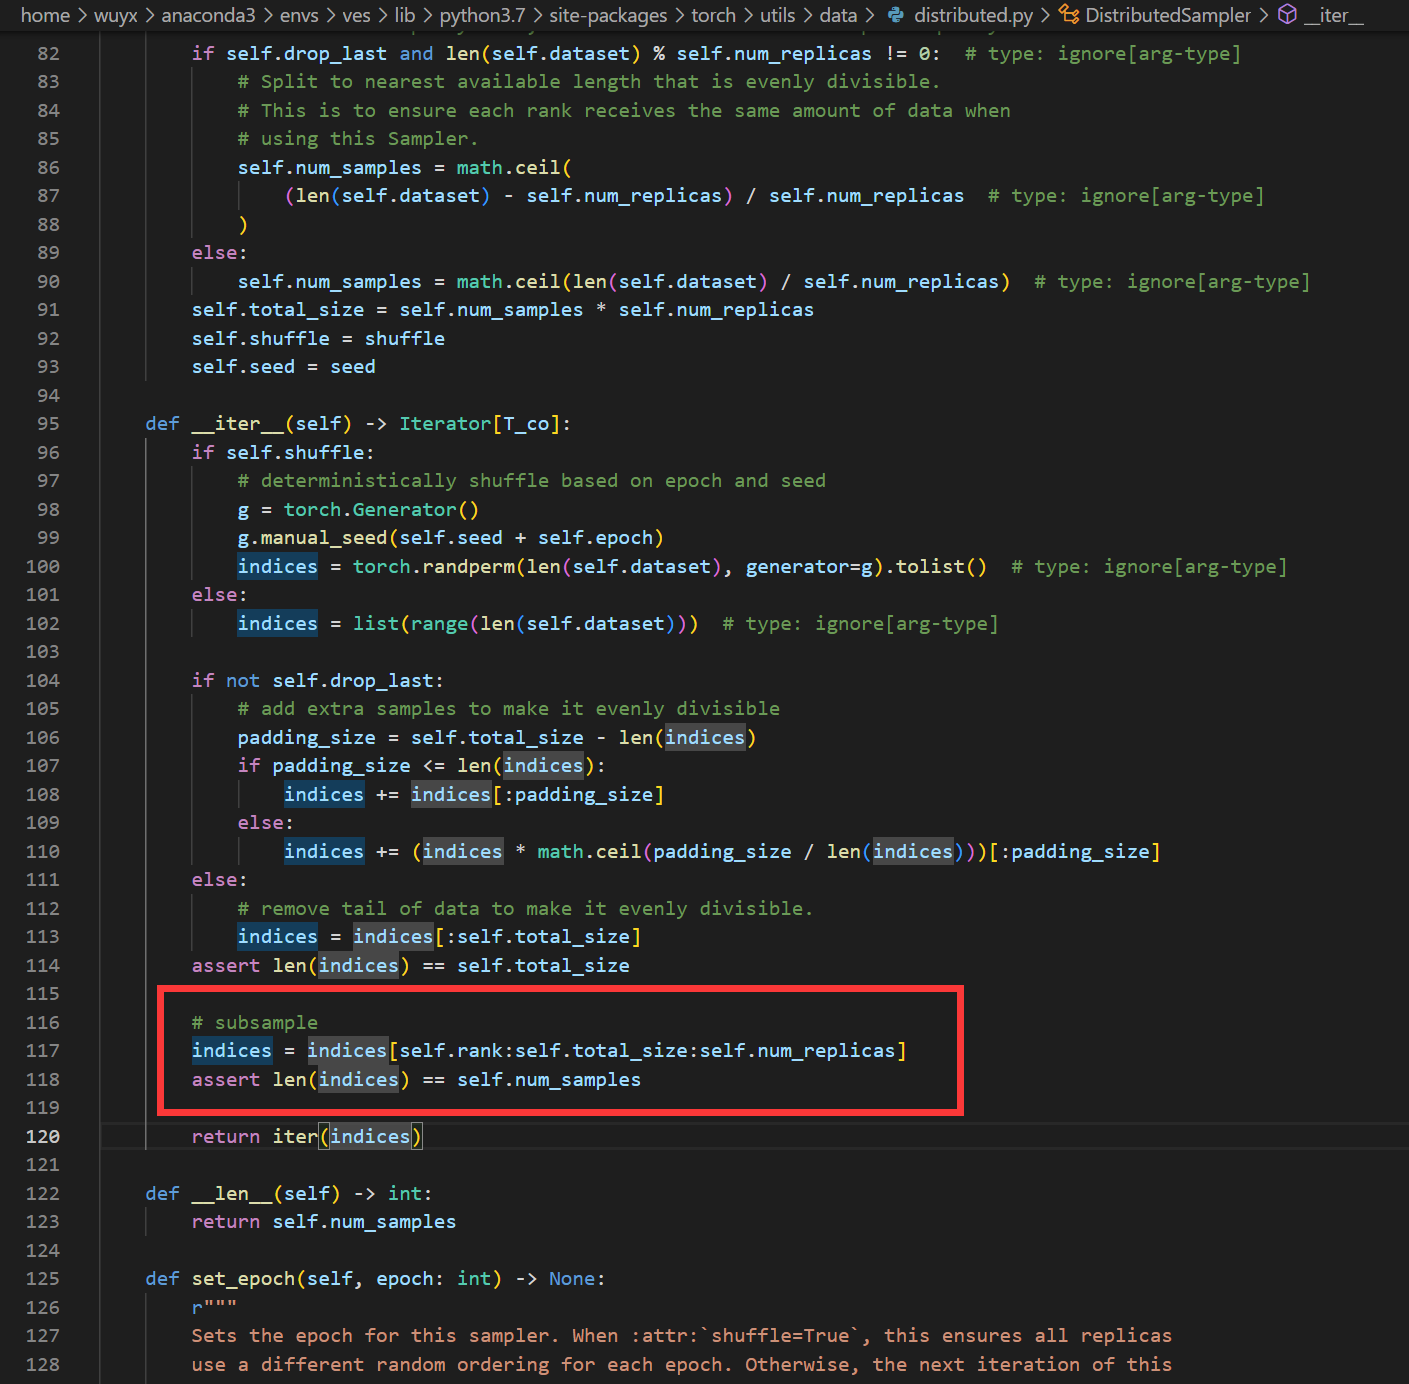 home > wuyx > anaconda3 > envs > ves > lib > python3.7 > site-packages > torch > utils > data > distributed.py > DistributedSampler > __iter__
82 if self.drop_last and len(self.dataset) % self.num_replicas != 0:  # type: ignore[arg-type]
83 # Split to nearest available length that is evenly divisible.
84 # This is to ensure each rank receives the same amount of data when
85 # using this Sampler.
86 self.num_samples = math.ceil(
87 (len(self.dataset) - self.num_replicas) / self.num_replicas  # type: ignore[arg-type]
88 )
89 else:
90 self.num_samples = math.ceil(len(self.dataset) / self.num_replicas)  # type: ignore[arg-type]
91 self.total_size = self.num_samples * self.num_replicas
92 self.shuffle = shuffle
93 self.seed = seed
94
95 def __iter__(self) -> Iterator[T_co]:
96 if self.shuffle:
97 # deterministically shuffle based on epoch and seed
98 g = torch.Generator()
99 g.manual_seed(self.seed + self.epoch)
100 indices = torch.randperm(len(self.dataset), generator=g).tolist()  # type: ignore[arg-type]
101 else:
102 indices = list(range(len(self.dataset)))  # type: ignore[arg-type]
103
104 if not self.drop_last:
105 # add extra samples to make it evenly divisible
106 padding_size = self.total_size - len(indices)
107 if padding_size <= len(indices):
108 indices += indices[:padding_size]
109 else:
110 indices += (indices * math.ceil(padding_size / len(indices)))[:padding_size]
111 else:
112 # remove tail of data to make it evenly divisible.
113 indices = indices[:self.total_size]
114 assert len(indices) == self.total_size
115
116 # subsample
117 indices = indices[self.rank:self.total_size:self.num_replicas]
118 assert len(indices) == self.num_samples
119
120 return iter(indices)
121
122 def __len__(self) -> int:
123 return self.num_samples
124
125 def set_epoch(self, epoch: int) -> None:
126 r"""
127 Sets the epoch for this sampler. When :attr:`shuffle=True`, this ensures all replicas
128 use a different random ordering for each epoch. Otherwise, the next iteration of this